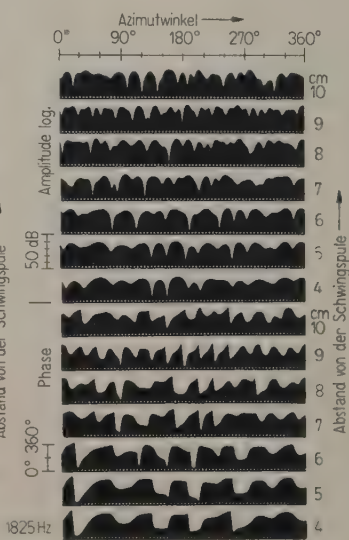 Azimutwinkel
0° 90° 180° 270° 360°
cm
10
9
8
7
6
5
4
cm
10
9
8
7
6
5
4
Amplitude log.
50 dB
Phase
0° 360°
1825 Hz
Abstand von der Schwingspule
Abstand von der Schwingspule